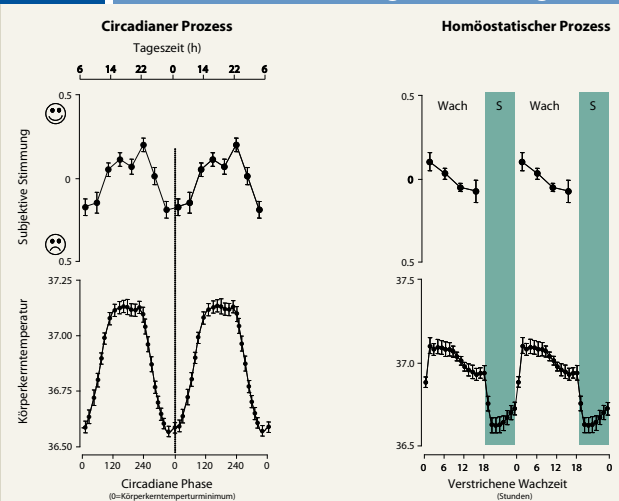 Circadianer Prozess
Tageszeit (h)
6 14 22 0 14 22 6
Subjektive Stimmung
0.5
0
0.5
Körperkerntemperatur
37.25
37.00
36.75
36.50
0 120 240 0 120 240 0
Circadiane Phase
(0=Körperkerntemperturminimum)
Homöostatischer Prozess
0.5
0
0.5
Wach S Wach S
37.5
37.0
36.5
0 6 12 18 0 6 12 18 0
Verstrichene Wachzeit
(Stunden)